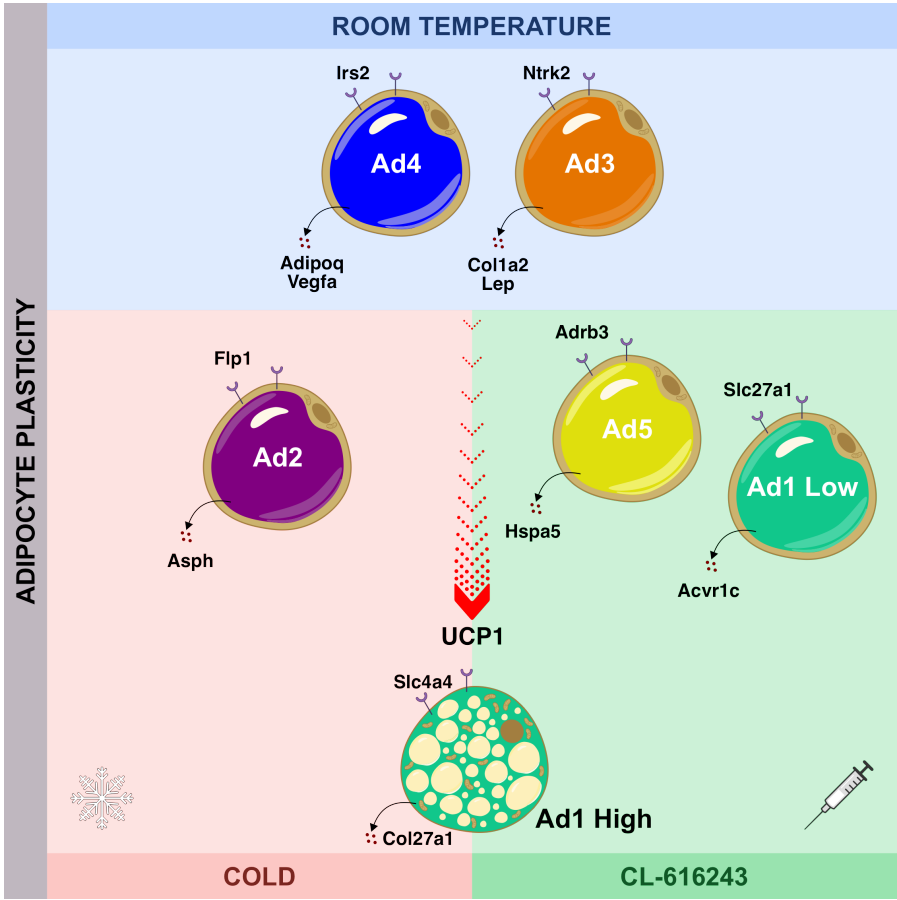 ROOM TEMPERATURE
ADIPOCYTE PLASTICITY
Irs2
Ntrk2
Ad4
Ad3
Adipoq
Vegfa
Col1a2
Lep
Flp1
Adrb3
Slc27a1
Ad2
Ad5
Ad1 Low
Asph
Hspa5
Acvr1c
UCP1
Slc4a4
Col27a1
Ad1 High
COLD
CL-616243